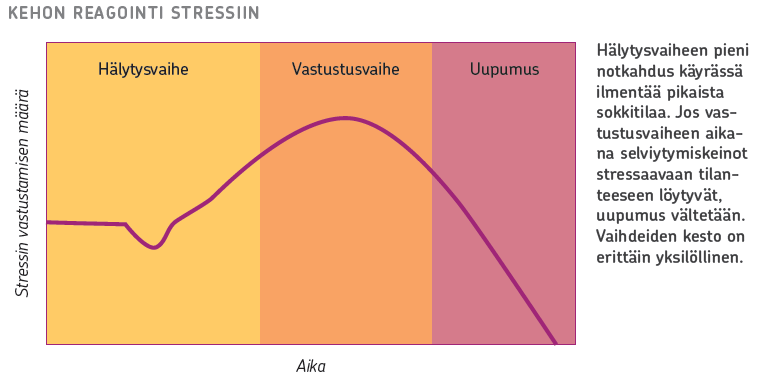 KEHON REAGOINTI STRESSIIN
Hälytysvaihe
Vastustusvaihe
Uupumus
Stressin vastustamisen määrä
Aika
Hälytysvaiheen pieni
notkahdus käyrässä
ilmentää pikaista
sokkitilaa. Jos vas-
tustusvaiheen aika-
na selviytymiskeinot
stressaavaan tilan-
teeseen löytyvät,
uupumus vältetään.
Vaihdeiden kesto on
erittäin yksilöllinen.